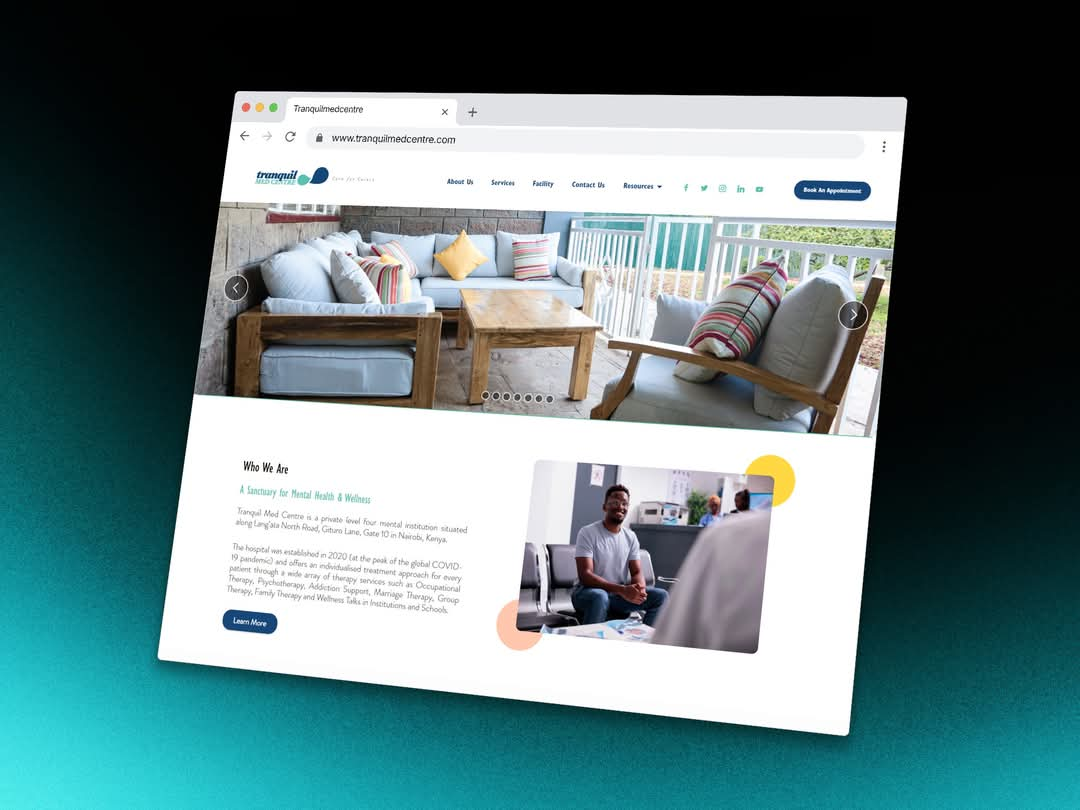 Tranquilmedcentre
www.tranquilmedcentre.com
tranquil
MED CENTRE
Care for Select
About Us Services Facility Contact Us Resources Book An Appointment
Who We Are
A Sanctuary for Mental Health & Wellness
Tranquil Med Centre is a private level four mental institution situated
along Lang'ata North Road, Gituro Lane, Gate 10 in Nairobi, Kenya.
The hospital was established in 2020 (at the peak of the global COVID-
19 pandemic) and offers an individualised treatment approach for every
patient through a wide array of therapy services such as Occupational
Therapy, Psychotherapy, Addiction Support, Marriage Therapy, Group
Therapy, Family Therapy and Wellness Talks in Institutions and Schools.
Learn More